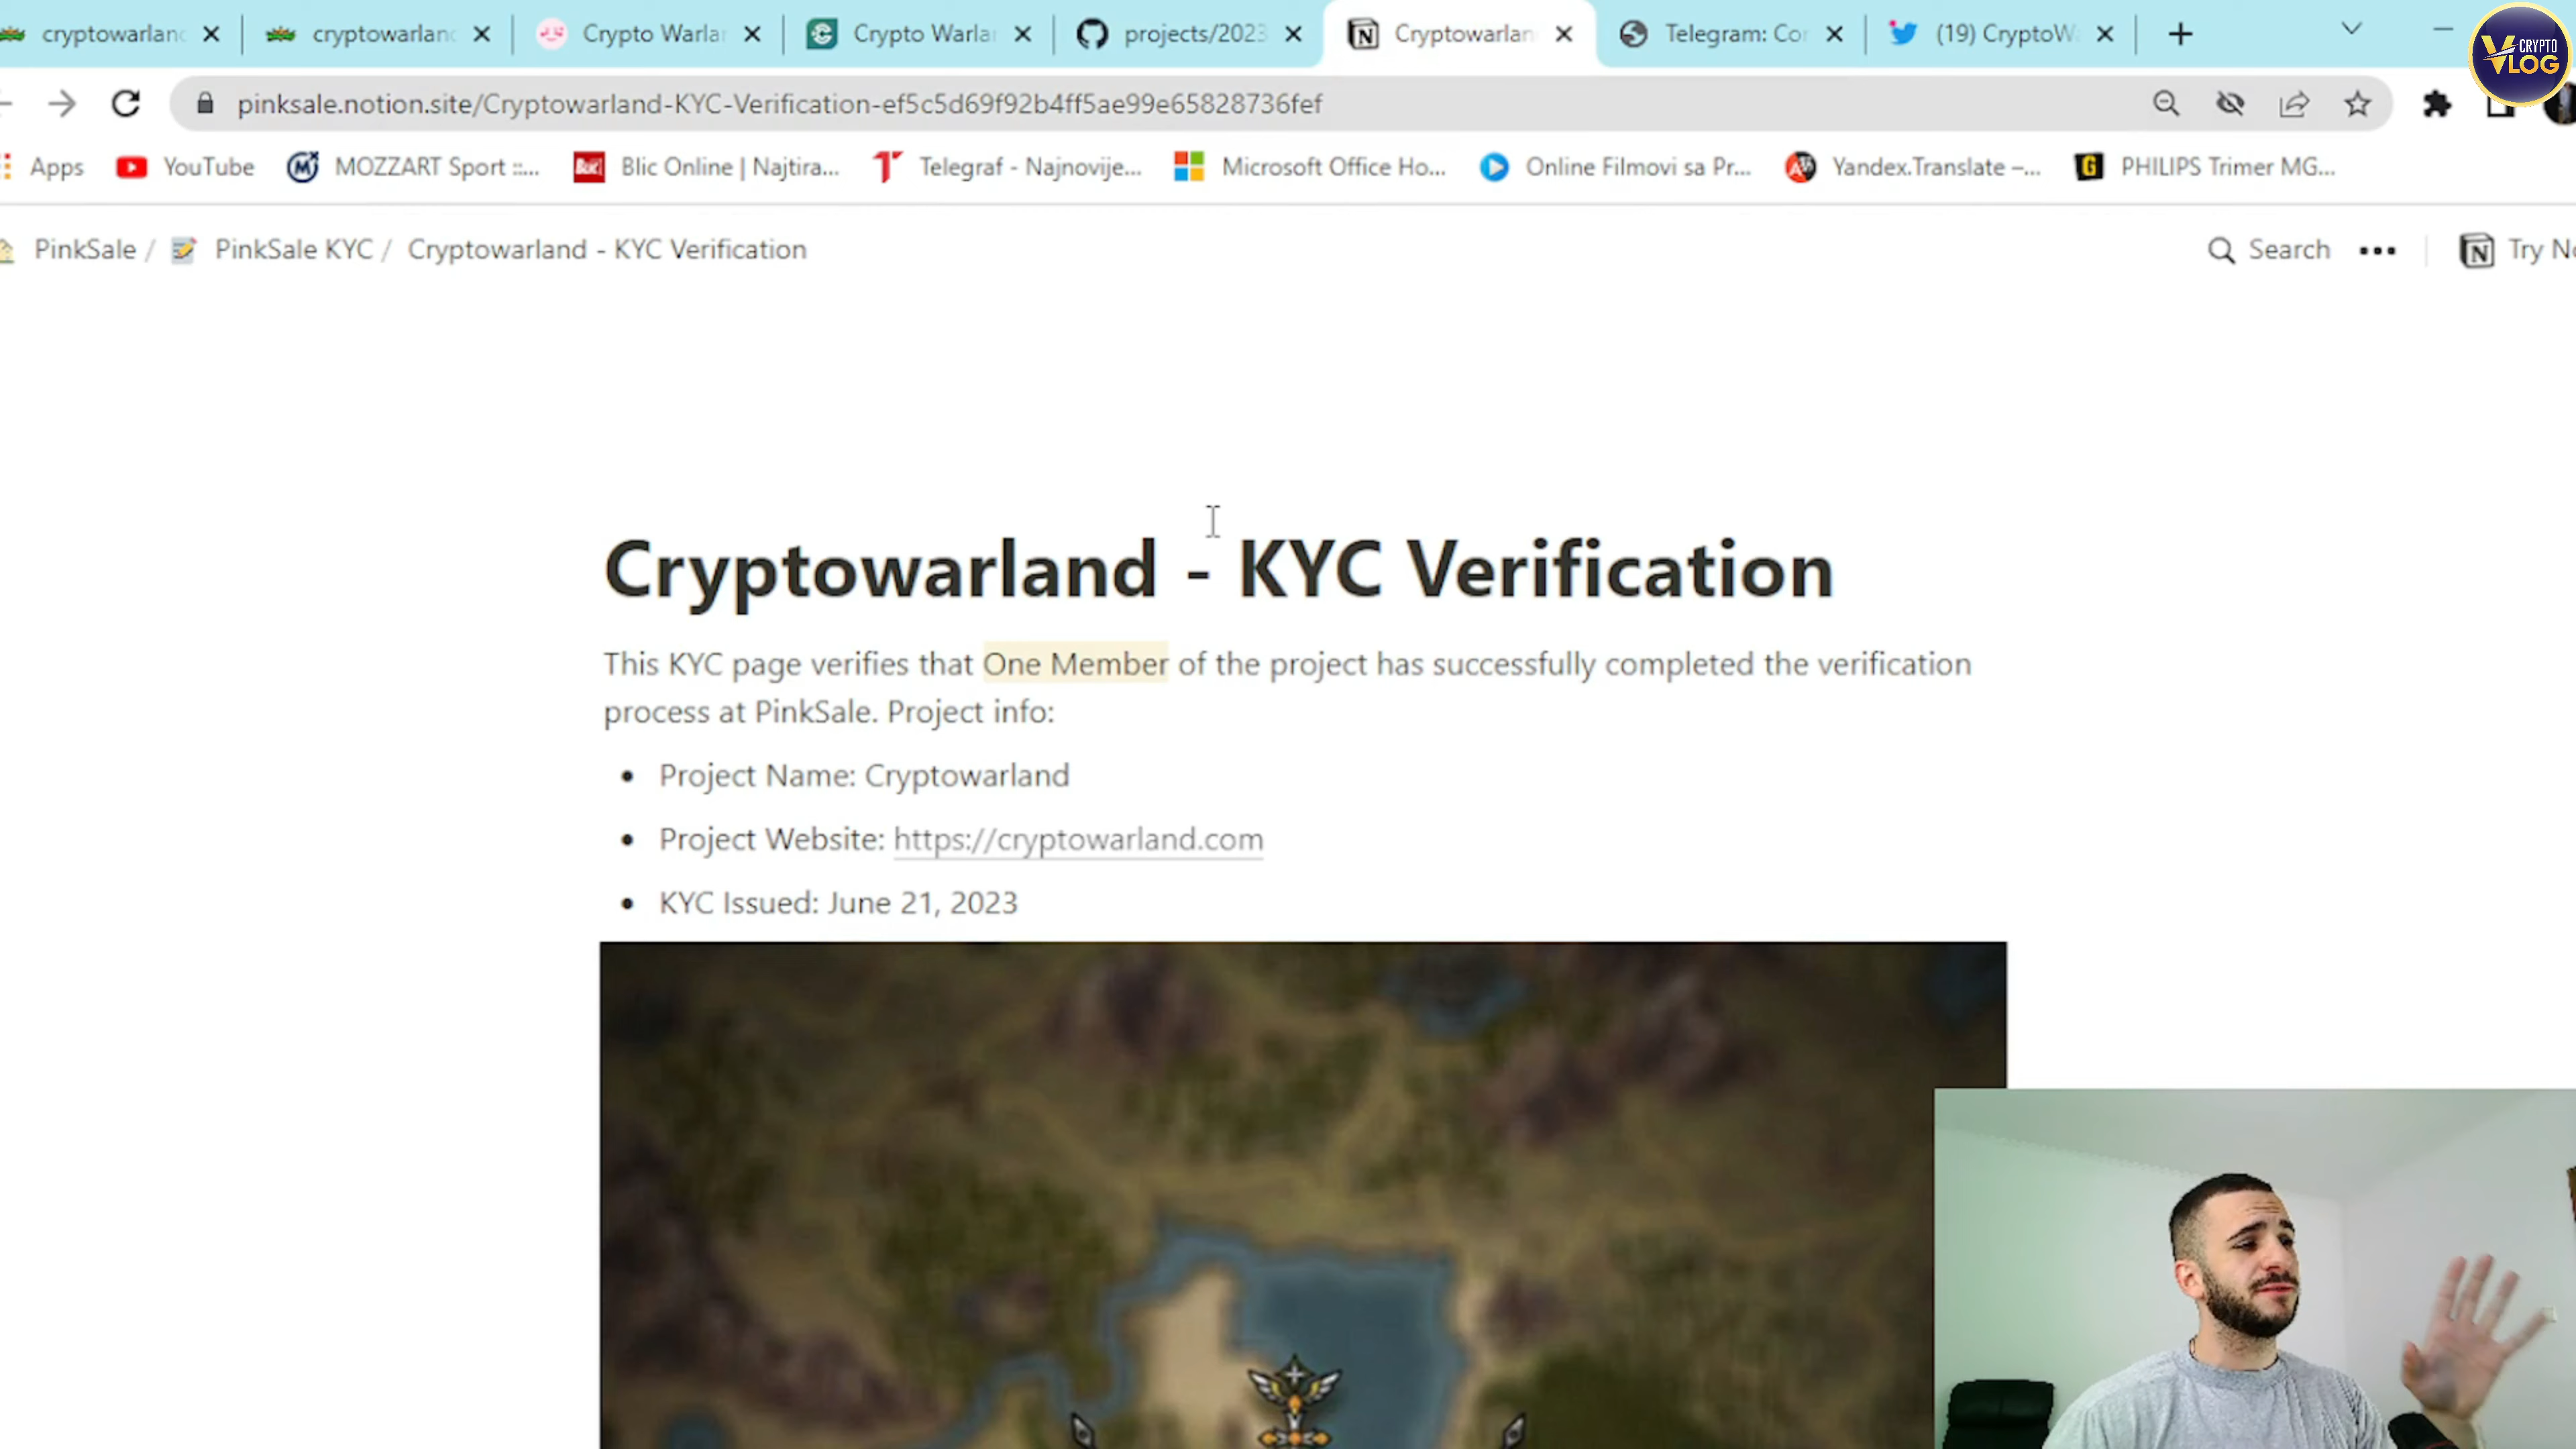 cryptowarland
cryptowarland
Crypto Warla
Crypto Warla
projects/2023
Cryptowarlan
Telegram: Co
(19) CryptoW
CRYPTO
VLOG
pinksale.notion.site/Cryptowarland-KYC-Verification-ef5c5d69f92b4ff5ae99e65828736fef
Apps
YouTube
MOZZART Sport ::...
Blic Online | Najtira...
Telegraf - Najnovije...
Microsoft Office Ho...
Online Filmovi sa Pr...
Yandex.Translate –...
PHILIPS Trimer MG...
PinkSale / PinkSale KYC / Cryptowarland - KYC Verification
Search
Try No
Cryptowarland - KYC Verification
This KYC page verifies that One Member of the project has successfully completed the verification
process at PinkSale. Project info:
• Project Name: Cryptowarland
• Project Website: https://cryptowarland.com
• KYC Issued: June 21, 2023